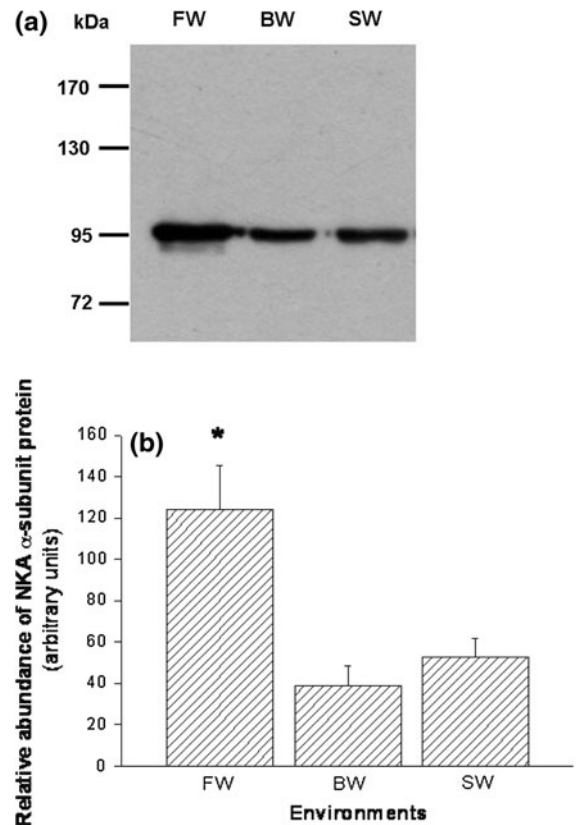 (a) kDa FW BW SW
170
130
95
72
(b)
*
Relative abundance of NKA α-subunit protein
(arbitrary units)
160
140
120
100
80
60
40
20
0
FW BW SW
Environments